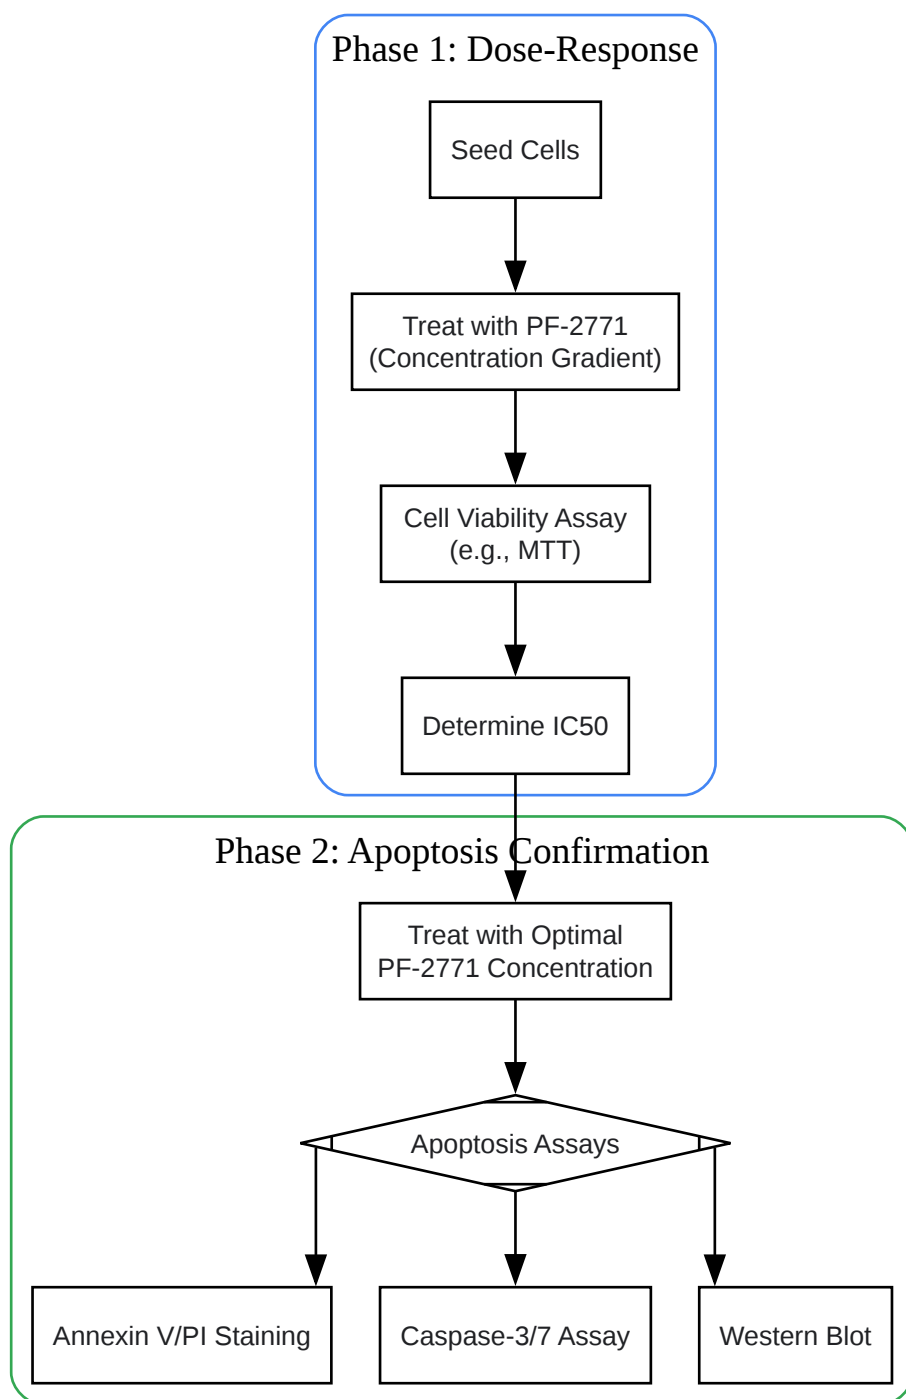 Phase 1: Dose-Response
Seed Cells
Treat with PF-2771
(Concentration Gradient)
Cell Viability Assay
(e.g., MTT)
Determine IC50
Phase 2: Apoptosis Confirmation
Treat with Optimal
PF-2771 Concentration
Apoptosis Assays
Annexin V/PI Staining
Caspase-3/7 Assay
Western Blot